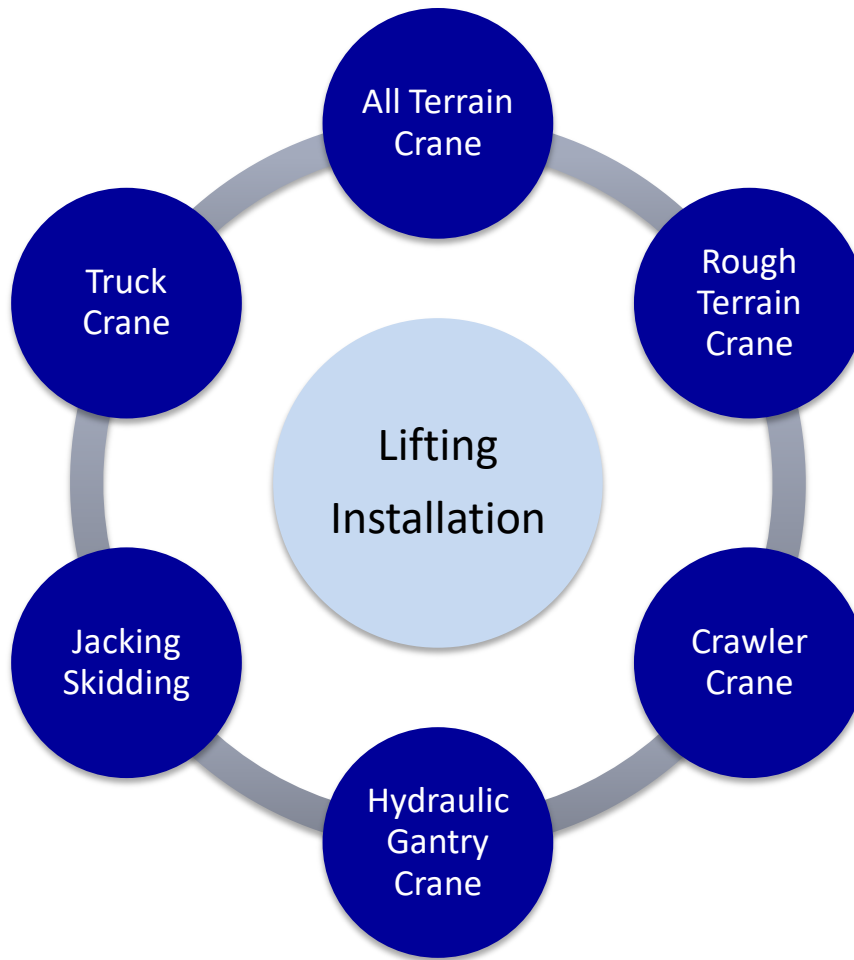 All Terrain
Crane
Rough
Terrain
Crane
Crawler
Crane
Hydraulic
Gantry
Crane
Jacking
Skidding
Truck
Crane
Lifting
Installation